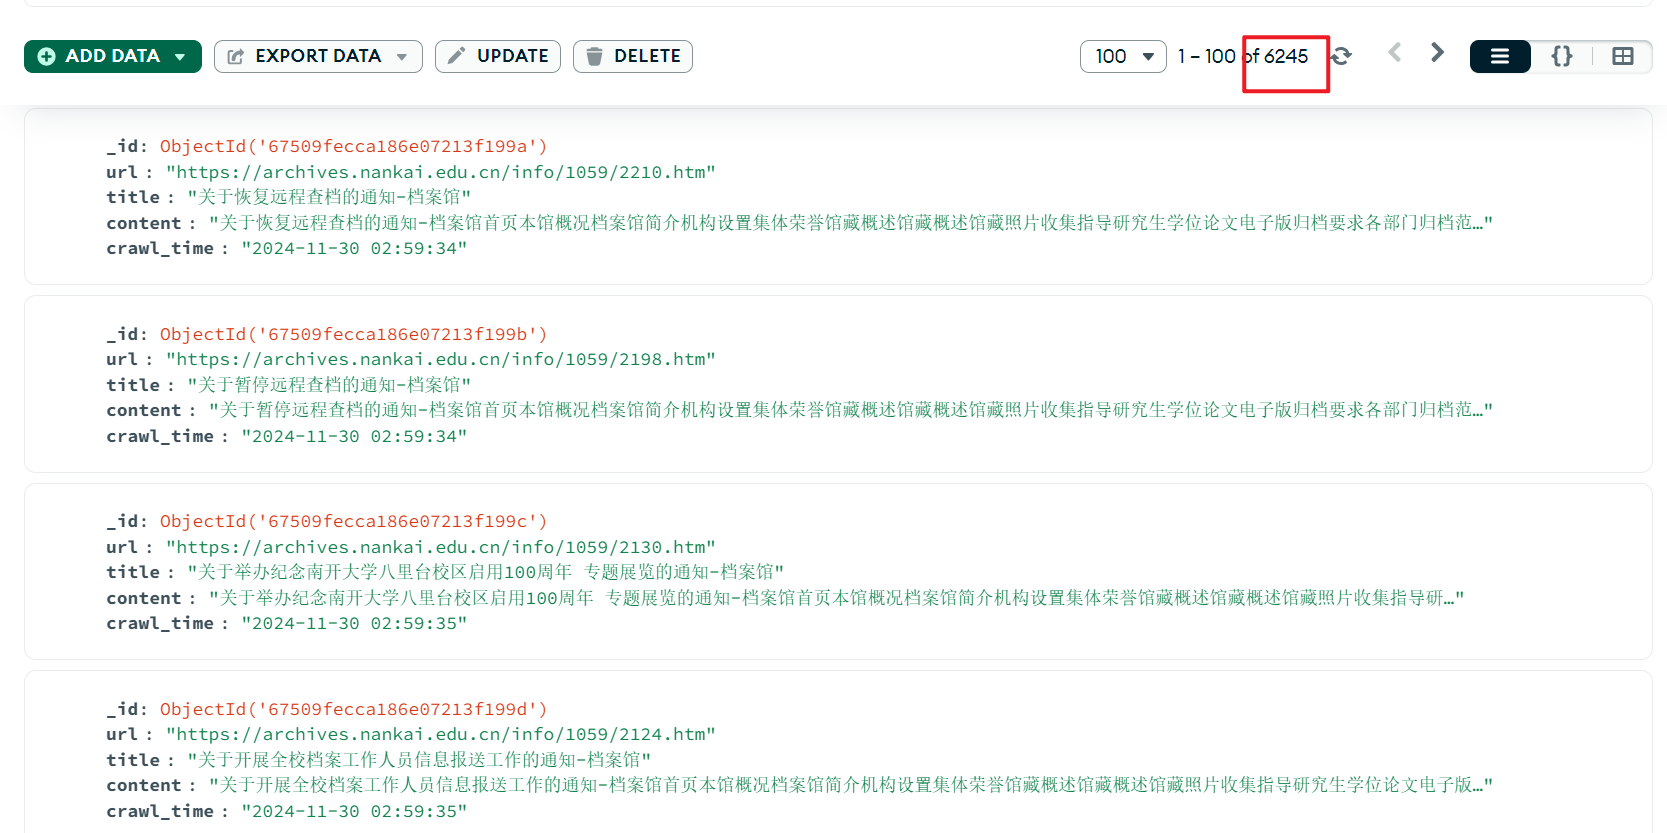 ADD DATA EXPORT DATA UPDATE DELETE 100 1 – 100 of 6245 {}
_id: ObjectId('67509fecca186e07213f199a')
url : "https://archives.nankai.edu.cn/info/1059/2210.htm"
title : "关于恢复远程查档的通知-档案馆"
content : "关于恢复远程查档的通知-档案馆首页本馆概况档案馆简介机构设置集体荣誉馆藏概述馆藏概述馆藏照片收集指导研究生学位论文电子版归档要求各部门归档范…"
crawl_time : "2024-11-30 02:59:34"
_id: ObjectId('67509fecca186e07213f199b')
url : "https://archives.nankai.edu.cn/info/1059/2198.htm"
title : "关于暂停远程查档的通知-档案馆"
content : "关于暂停远程查档的通知-档案馆首页本馆概况档案馆简介机构设置集体荣誉馆藏概述馆藏概述馆藏照片收集指导研究生学位论文电子版归档要求各部门归档范…"
crawl_time : "2024-11-30 02:59:34"
_id: ObjectId('67509fecca186e07213f199c')
url : "https://archives.nankai.edu.cn/info/1059/2130.htm"
title : "关于举办纪念南开大学八里台校区启用100周年 专题展览的通知-档案馆"
content : "关于举办纪念南开大学八里台校区启用100周年 专题展览的通知-档案馆首页本馆概况档案馆简介机构设置集体荣誉馆藏概述馆藏概述馆藏照片收集指导研…"
crawl_time : "2024-11-30 02:59:35"
_id: ObjectId('67509fecca186e07213f199d')
url : "https://archives.nankai.edu.cn/info/1059/2124.htm"
title : "关于开展全校档案工作人员信息报送工作的通知-档案馆"
content : "关于开展全校档案工作人员信息报送工作的通知-档案馆首页本馆概况档案馆简介机构设置集体荣誉馆藏概述馆藏概述馆藏照片收集指导研究生学位论文电子版…"
crawl_time : "2024-11-30 02:59:35"